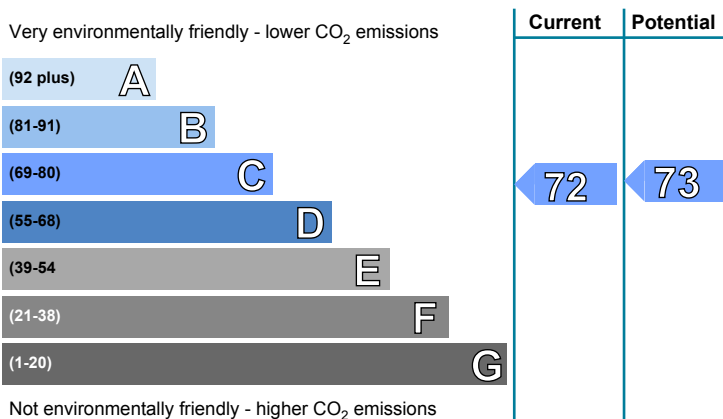 Current Potential
Very environmentally friendly - lower CO2 emissions
(92 plus) A
(81-91) B
(69-80) C
72 73
(55-68) D
(39-54 E
(21-38) F
(1-20) G
Not environmentally friendly - higher CO2 emissions